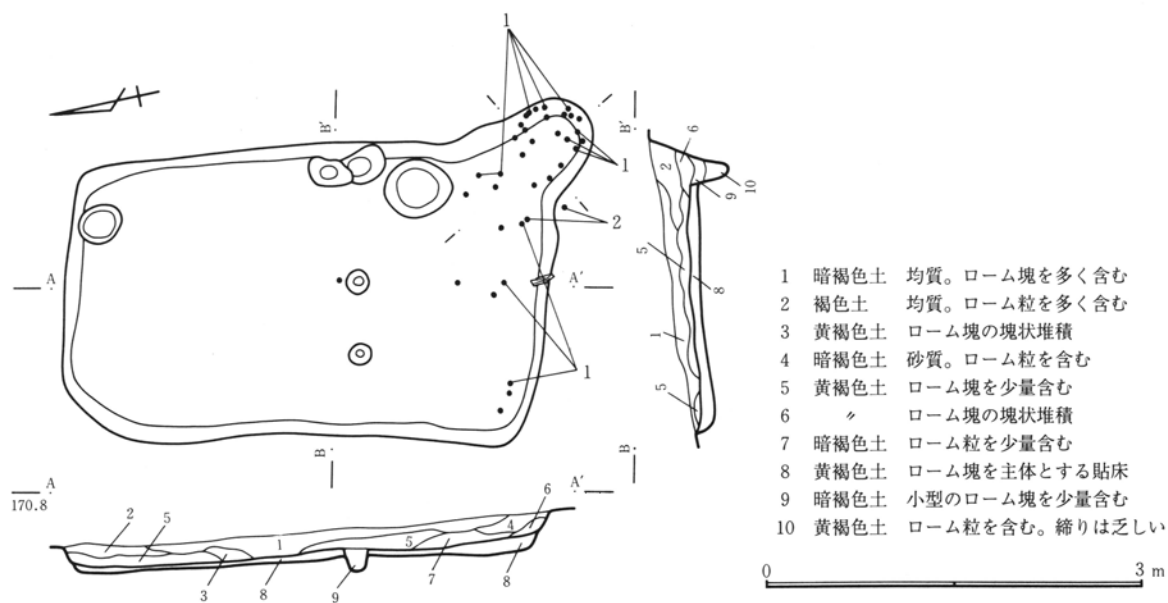 1
B′
B′
1
2
A
A′
1
B
B
A
A′
170.8
2
5
3
8
1
9
5
7
4
6
8
6
2
9
10
5
8
1
5
1 暗褐色土 均質。ローム塊を多く含む
2 褐色土 均質。ローム粒を多く含む
3 黄褐色土 ローム塊の塊状堆積
4 暗褐色土 砂質。ローム粒を含む
5 黄褐色土 ローム塊を少量含む
6 〃 ローム塊の塊状堆積
7 暗褐色土 ローム粒を少量含む
8 黄褐色土 ローム塊を主体とする貼床
9 暗褐色土 小型のローム塊を少量含む
10 黄褐色土 ローム粒を含む。締りは乏しい
0 3 m